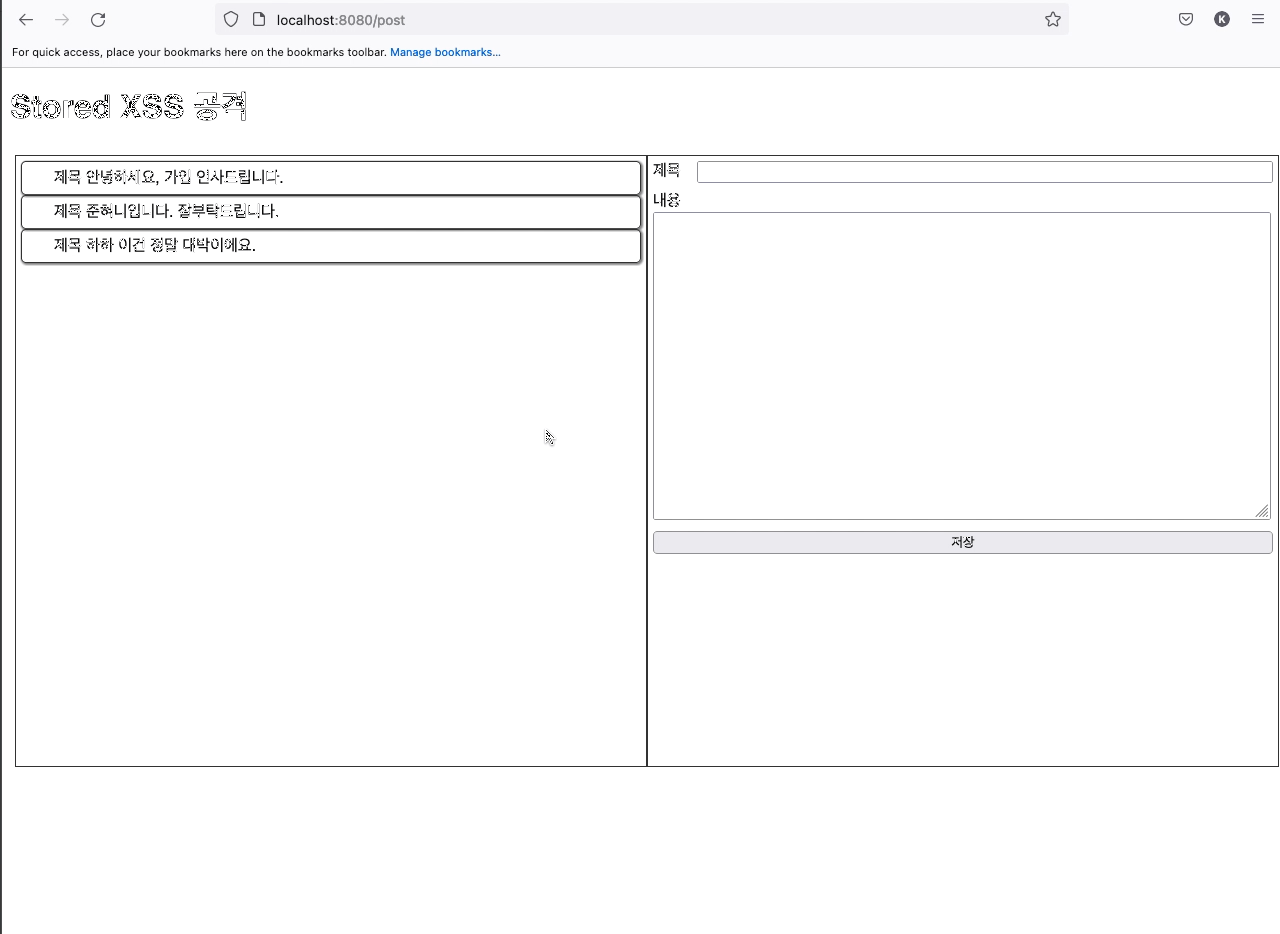 localhost:8080/post
For quick access, place your bookmarks here on the bookmarks toolbar. Manage bookmarks...
K
Stored XSS 공격
제목 안녕하세요, 가입 인사드립니다.
제목 준허니입니다. 잘부탁드립니다.
제목 하하 이건 정말 대박이에요.
제목
내용
저장